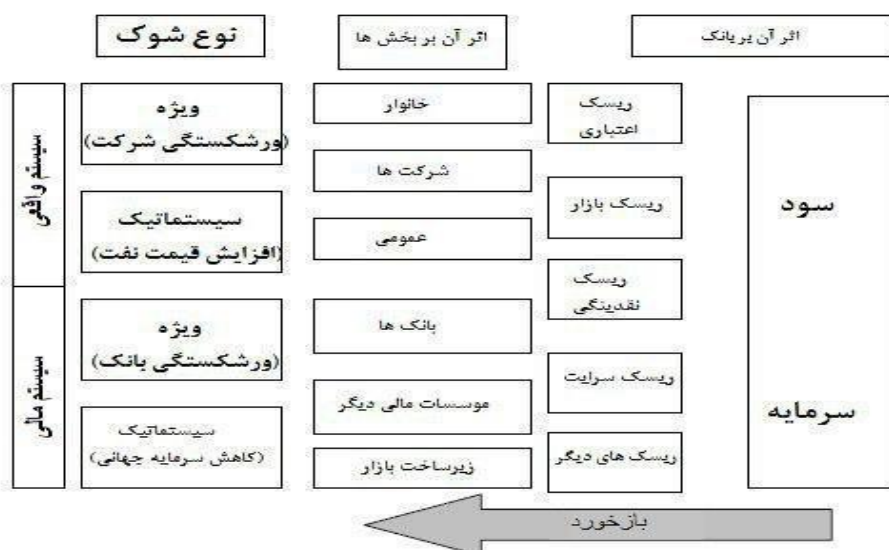 نوع شوک
اثر آن بر بخش ها
اثر آن بر بانک
سیستم واقعی
ویژه
(ورشکستگی شرکت)
سیستماتیک
(افزایش قیمت نفت)
سیستم مالی
ویژه
(ورشکستگی بانک)
سیستماتیک
(کاهش سرمایه جهانی)
خانوار
شرکت ها
عمومی
بانک ها
موسسات مالی دیگر
زیرساخت بازار
ریسک
اعتباری
ریسک بازار
ریسک
نقدینگی
ریسک سرایت
ریسک های دیگر
سود
سرمایه
بازخورد